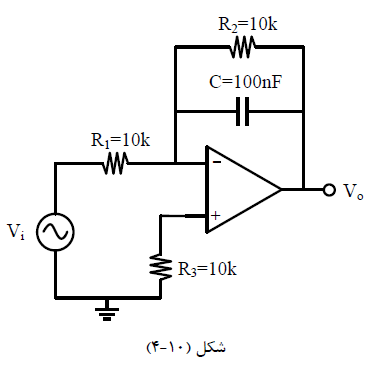 R₂=10k
C=100nF
R₁=10k
-
+
Vₒ
Vᵢ
R₃=10k
شکل (۱۰-۴)